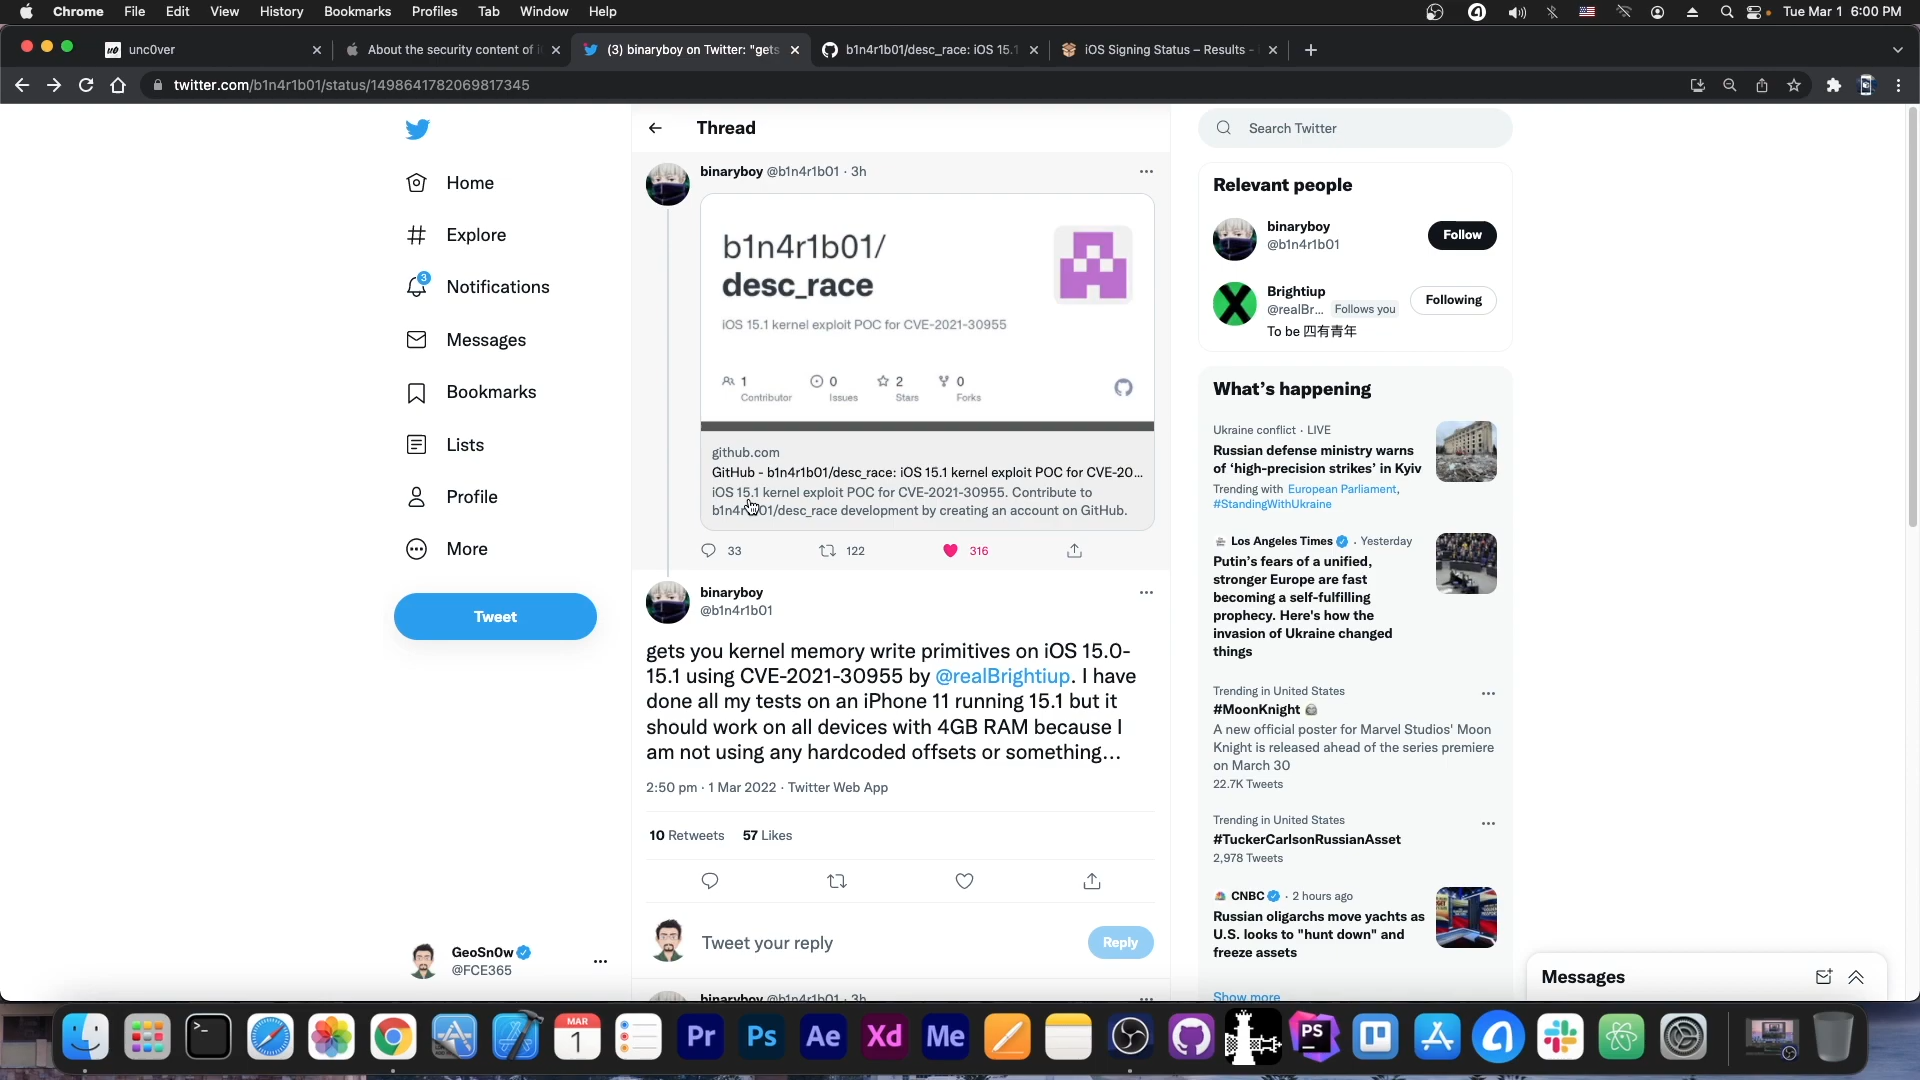 Chrome File Edit View History Bookmarks Profiles Tab Window Help
Tue Mar 1 6:00 PM
unc0ver
About the security content of i
(3) binaryboy on Twitter: "gets
b1n4r1b01/desc_race: iOS 15.1
iOS Signing Status – Results -
twitter.com/b1n4r1b01/status/1498641782069817345
Home
Explore
3
Notifications
Messages
Bookmarks
Lists
Profile
More
Tweet
GeoSn0w
@FCE365
Thread
binaryboy @b1n4r1b01 · 3h
b1n4r1b01/
desc_race
iOS 15.1 kernel exploit POC for CVE-2021-30955
1 Contributor
0 Issues
2 Stars
0 Forks
github.com
GitHub - b1n4r1b01/desc_race: iOS 15.1 kernel exploit POC for CVE-20...
iOS 15.1 kernel exploit POC for CVE-2021-30955. Contribute to
b1n4r1b01/desc_race development by creating an account on GitHub.
33 122 316
binaryboy
@b1n4r1b01
gets you kernel memory write primitives on iOS 15.0-
15.1 using CVE-2021-30955 by @realBrightiup. I have
done all my tests on an iPhone 11 running 15.1 but it
should work on all devices with 4GB RAM because I
am not using any hardcoded offsets or something...
2:50 pm · 1 Mar 2022 · Twitter Web App
10 Retweets 57 Likes
Tweet your reply
Reply
binaryboy @b1n4r1b01 · 3h
Search Twitter
Relevant people
binaryboy
@b1n4r1b01
Follow
Brightiup
@realBr... Follows you
Following
To be 四有青年
What's happening
Ukraine conflict · LIVE
Russian defense ministry warns
of 'high-precision strikes' in Kyiv
Trending with European Parliament,
#StandingWithUkraine
Los Angeles Times · Yesterday
Putin's fears of a unified,
stronger Europe are fast
becoming a self-fulfilling
prophecy. Here's how the
invasion of Ukraine changed
things
Trending in United States
#MoonKnight
A new official poster for Marvel Studios' Moon
Knight is released ahead of the series premiere
on March 30
22.7K Tweets
Trending in United States
#TuckerCarlsonRussianAsset
2,978 Tweets
CNBC · 2 hours ago
Russian oligarchs move yachts as
U.S. looks to "hunt down" and
freeze assets
Show more
Messages
MAR
1
Pr Ps Ae Xd Me
PS